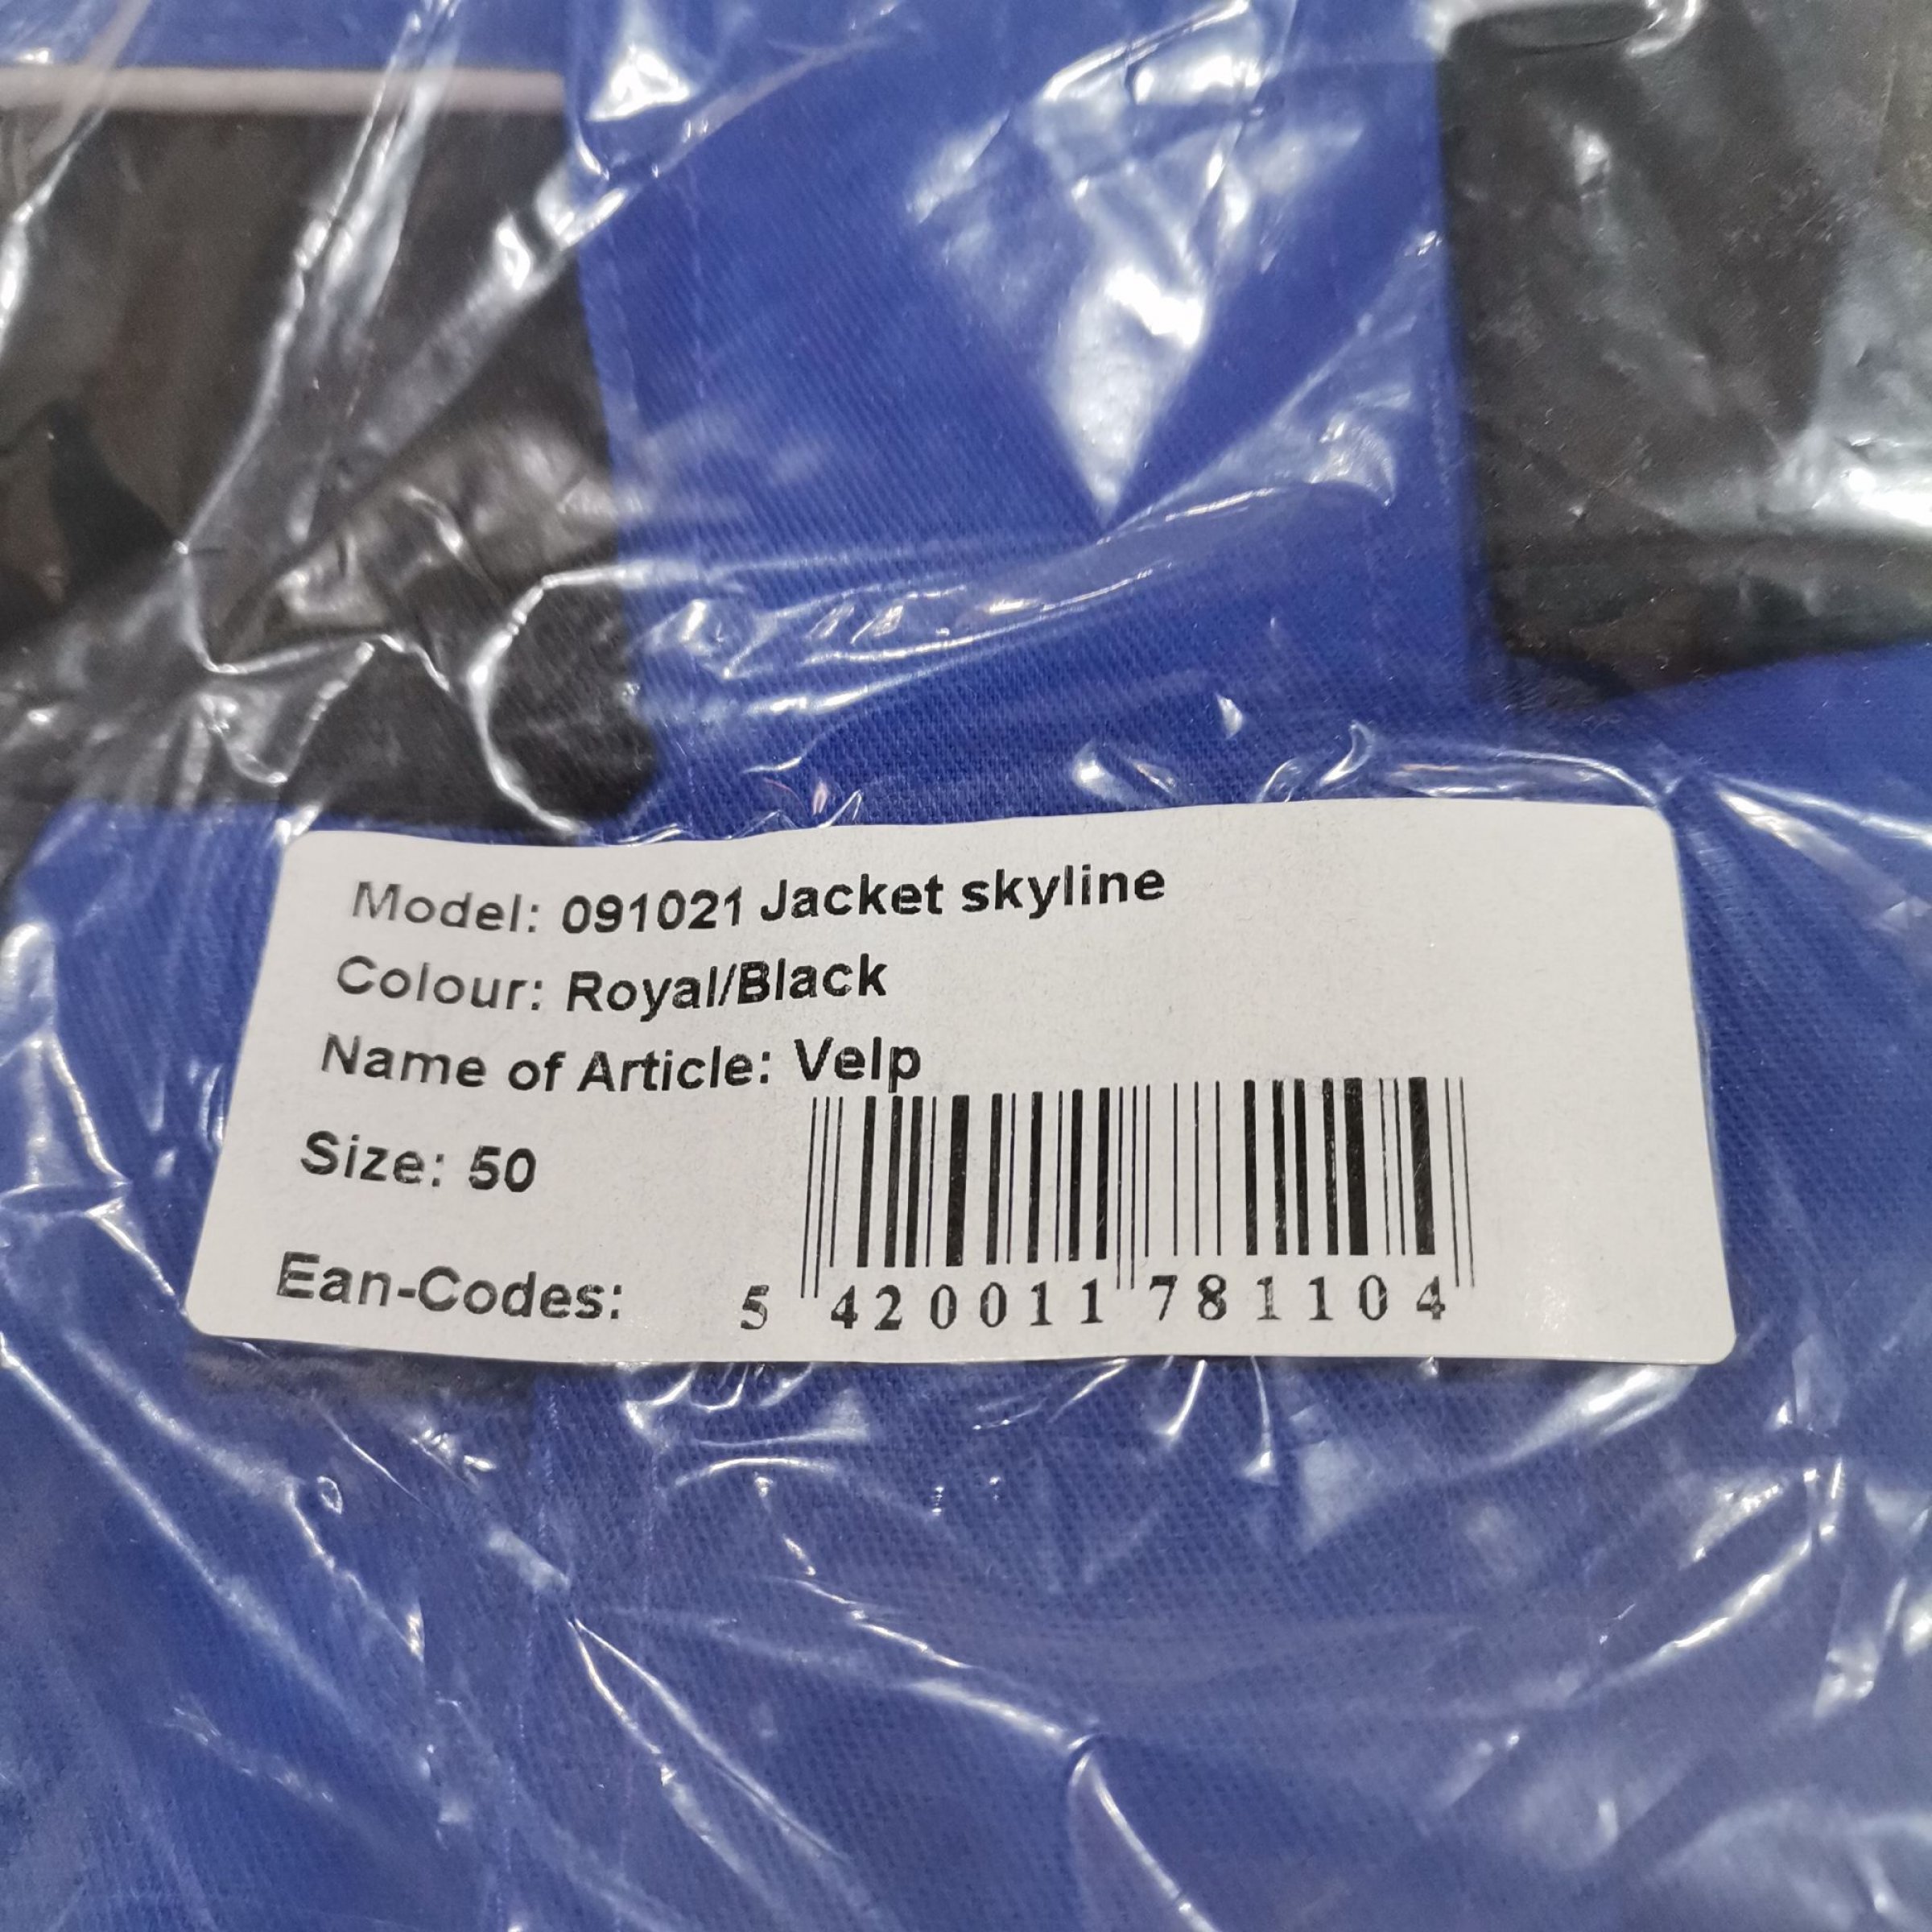 Model: 091021 Jacket skyline
Colour: Royal/Black
Name of Article: Velp
Size: 50
Ean-Codes: 5 420011 781104